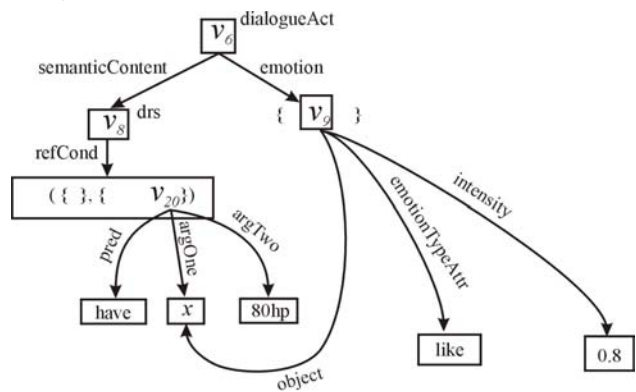 v6 dialogueAct
semanticContent emotion
v8 drs { v9 }
refCond
( { }, { v20})
pred argOne argTwo emotionTypeAttr intensity
have x 80hp
like 0.8
object